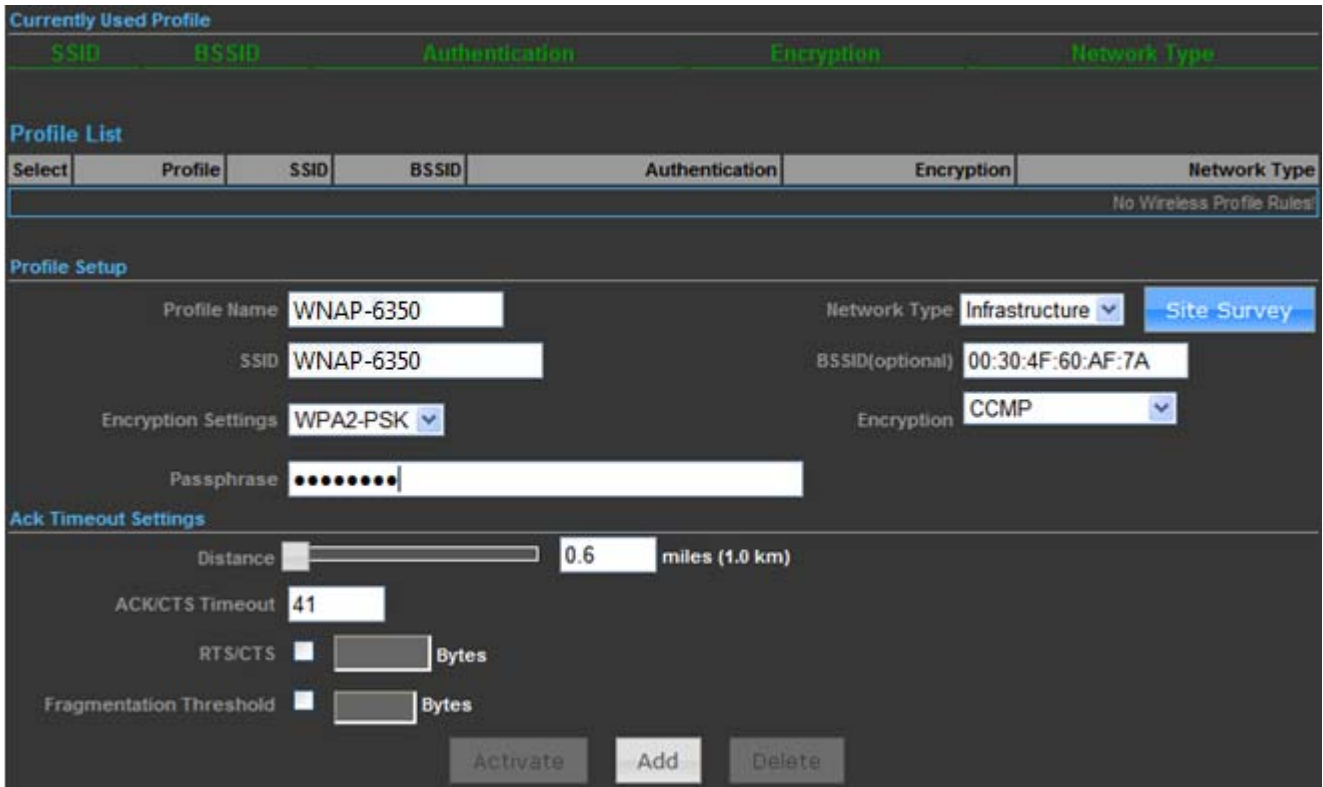 Currently Used Profile
SSID BSSID Authentication Encryption Network Type
Profile List
Select Profile SSID BSSID Authentication Encryption Network Type
No Wireless Profile Rules!
Profile Setup
Profile Name WNAP-6350 Network Type Infrastructure Site Survey
SSID WNAP-6350 BSSID(optional) 00:30:4F:60:AF:7A
Encryption Settings WPA2-PSK Encryption CCMP
Passphrase ••••••••
Ack Timeout Settings
Distance 0.6 miles (1.0 km)
ACK/CTS Timeout 41
RTS/CTS Bytes
Fragmentation Threshold Bytes
Activate Add Delete